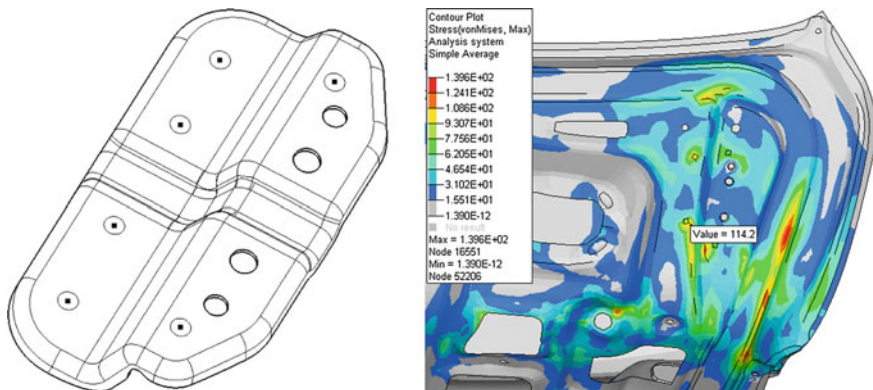 Contour Plot
Stress(vonMises, Max)
Analysis system
Simple Average
1.396E+02
1.241E+02
1.086E+02
9.307E+01
7.756E+01
6.205E+01
4.654E+01
3.102E+01
1.551E+01
1.390E-12
No result
Max = 1.396E+02
Node 16551
Min = 1.390E-12
Node 52206
Value = 114.2